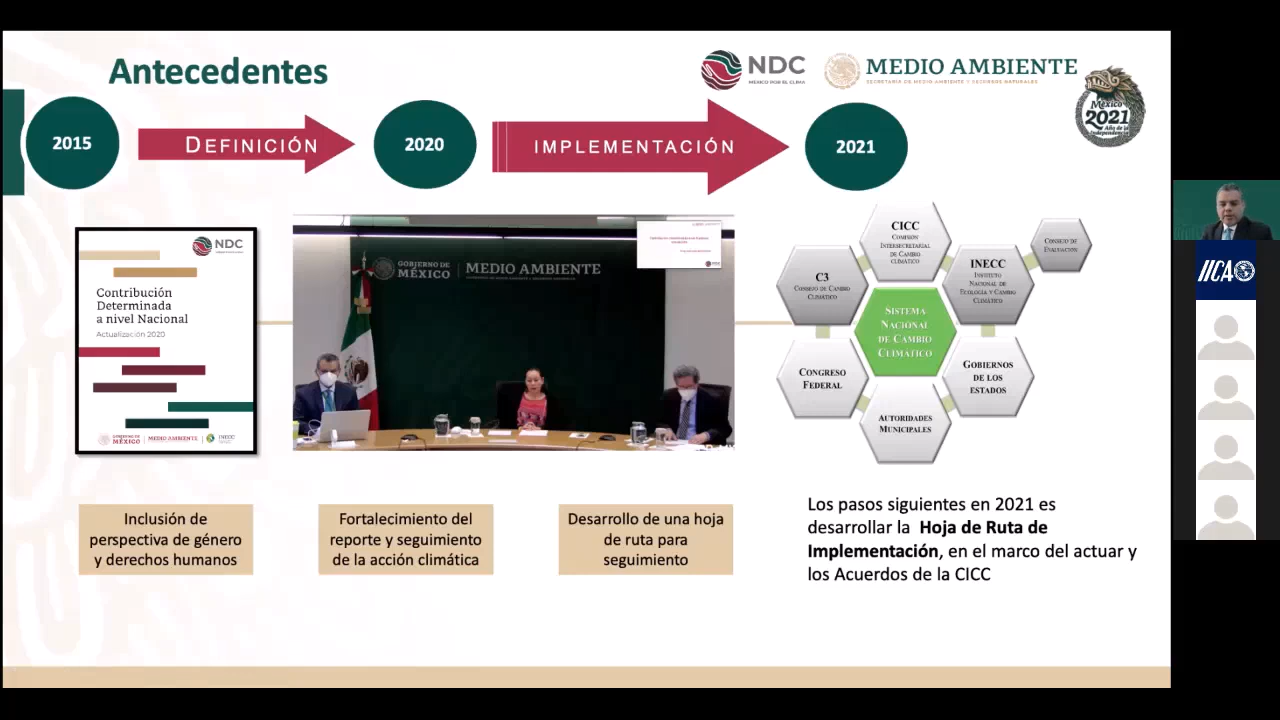 Antecedentes
NDC
MÉXICO POR EL CLIMA
MEDIO AMBIENTE
SECRETARÍA DE MEDIO AMBIENTE Y RECURSOS NATURALES
México
2021
Año de la
Independencia
2015
DEFINICIÓN
2020
IMPLEMENTACIÓN
2021
NDC
Contribución
Determinada
a nivel Nacional
Actualización 2020
GOBIERNO DE
MÉXICO
MEDIO AMBIENTE
INECC
GOBIERNO DE
MÉXICO
MEDIO AMBIENTE
CICC
COMISIÓN
INTERSECRETARIAL
DE CAMBIO
CLIMÁTICO
C3
CONSEJO DE CAMBIO
CLIMÁTICO
INECC
INSTITUTO
NACIONAL DE
ECOLOGÍA Y CAMBIO
CLIMÁTICO
CONSEJO DE
EVALUACIÓN
SISTEMA
NACIONAL
DE CAMBIO
CLIMÁTICO
CONGRESO
FEDERAL
GOBIERNOS
DE LOS
ESTADOS
AUTORIDADES
MUNICIPALES
Inclusión de
perspectiva de género
y derechos humanos
Fortalecimiento del
reporte y seguimiento
de la acción climática
Desarrollo de una hoja
de ruta para
seguimiento
Los pasos siguientes en 2021 es
desarrollar la Hoja de Ruta de
Implementación, en el marco del actuar y
los Acuerdos de la CICC
IICA